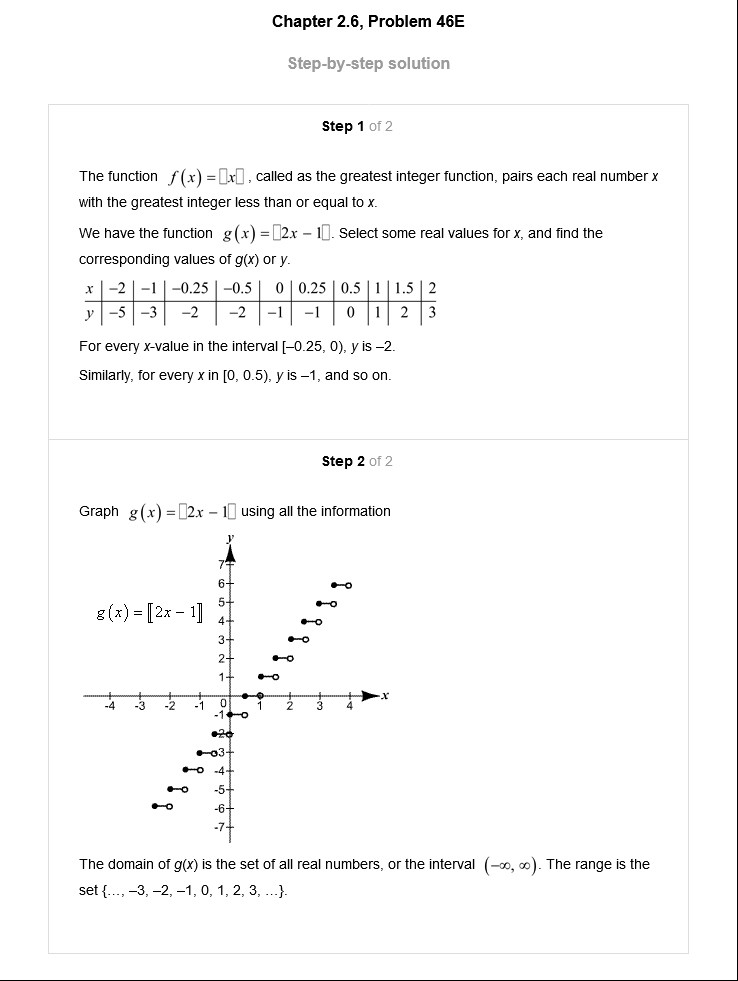 Chapter 2.6, Problem 46E
Step-by-step solution
Step 1 of 2
The function f(x) = ▯x▯ , called as the greatest integer function, pairs each real number x
with the greatest integer less than or equal to x.
We have the function g(x) = ▯2x − 1▯. Select some real values for x, and find the
corresponding values of g(x) or y.
x | −2 | −1 | −0.25 | −0.5 | 0 | 0.25 | 0.5 | 1 | 1.5 | 2
y | −5 | −3 | −2 | −2 | −1 | −1 | 0 | 1 | 2 | 3
For every x-value in the interval [–0.25, 0), y is –2.
Similarly, for every x in [0, 0.5), y is –1, and so on.
Step 2 of 2
Graph g(x) = ▯2x − 1▯ using all the information
y
7
6
5
g(x) = ⟦2x − 1⟧
4
3
2
1
x
-4 -3 -2 -1 0 1 2 3 4
-1
-2
-3
-4
-5
-6
-7
The domain of g(x) is the set of all real numbers, or the interval (−∞, ∞). The range is the
set {…, –3, –2, –1, 0, 1, 2, 3, …}.